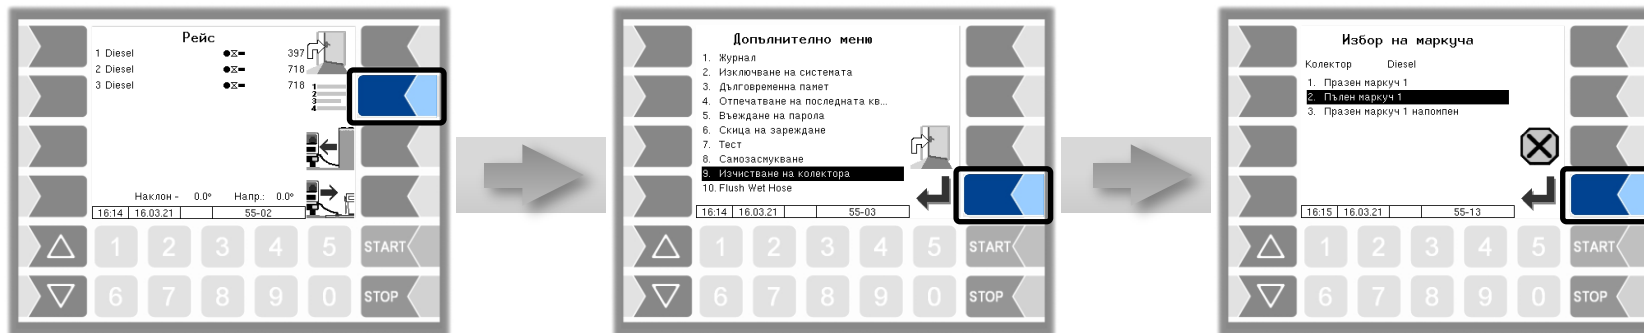 Рейс
1 Diesel 397
2 Diesel 718
3 Diesel 718
1
2
3
4
Наклон - 0.0° Напр.: 0.0°
16:14 16.03.21 55-02
1 2 3 4 5 START
6 7 8 9 0 STOP
Допълнително меню
1. Журнал
2. Изключване на системата
3. Дълговременна памет
4. Отпечатване на последната кв...
5. Въеждане на парола
6. Скица на зареждане
7. Тест
8. Самозасмукване
9. Изчистване на колектора
10. Flush Wet Hose
16:14 16.03.21 55-03
1 2 3 4 5 START
6 7 8 9 0 STOP
Избор на маркуча
Колектор Diesel
1. Празен маркуч 1
2. Пълен маркуч 1
3. Празен маркуч 1 напомпен
16:15 16.03.21 55-13
1 2 3 4 5 START
6 7 8 9 0 STOP